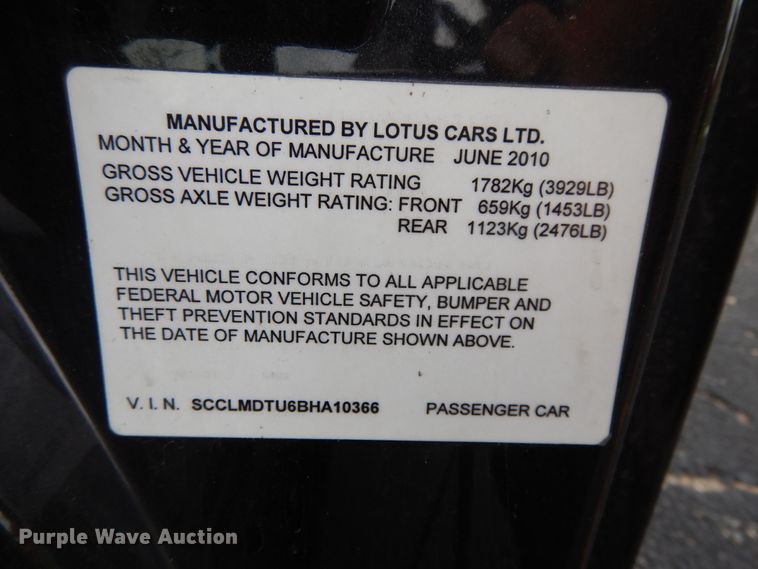 MANUFACTURED BY LOTUS CARS LTD.
MONTH & YEAR OF MANUFACTURE JUNE 2010
GROSS VEHICLE WEIGHT RATING 1782Kg (3929LB)
GROSS AXLE WEIGHT RATING: FRONT 659Kg (1453LB)
REAR 1123Kg (2476LB)
THIS VEHICLE CONFORMS TO ALL APPLICABLE
FEDERAL MOTOR VEHICLE SAFETY, BUMPER AND
THEFT PREVENTION STANDARDS IN EFFECT ON
THE DATE OF MANUFACTURE SHOWN ABOVE.
V. I. N. SCCLMDTU6BHA10366 PASSENGER CAR
Purple Wave Auction